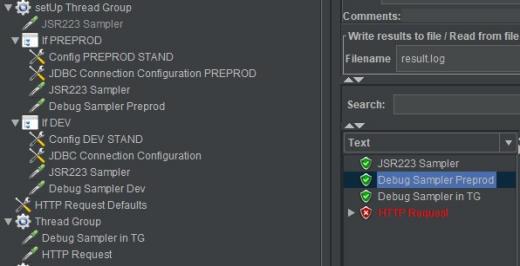 setUp Thread Group
JSR223 Sampler
If PREPROD
Config PREPROD STAND
JDBC Connection Configuration PREPROD
JSR223 Sampler
Debug Sampler Preprod
If DEV
Config DEV STAND
JDBC Connection Configuration
JSR223 Sampler
Debug Sampler Dev
HTTP Request Defaults
Thread Group
Debug Sampler in TG
HTTP Request
Comments:
Write results to file / Read from file
Filename result.log
Search:
Text
JSR223 Sampler
Debug Sampler Preprod
Debug Sampler in TG
HTTP Request